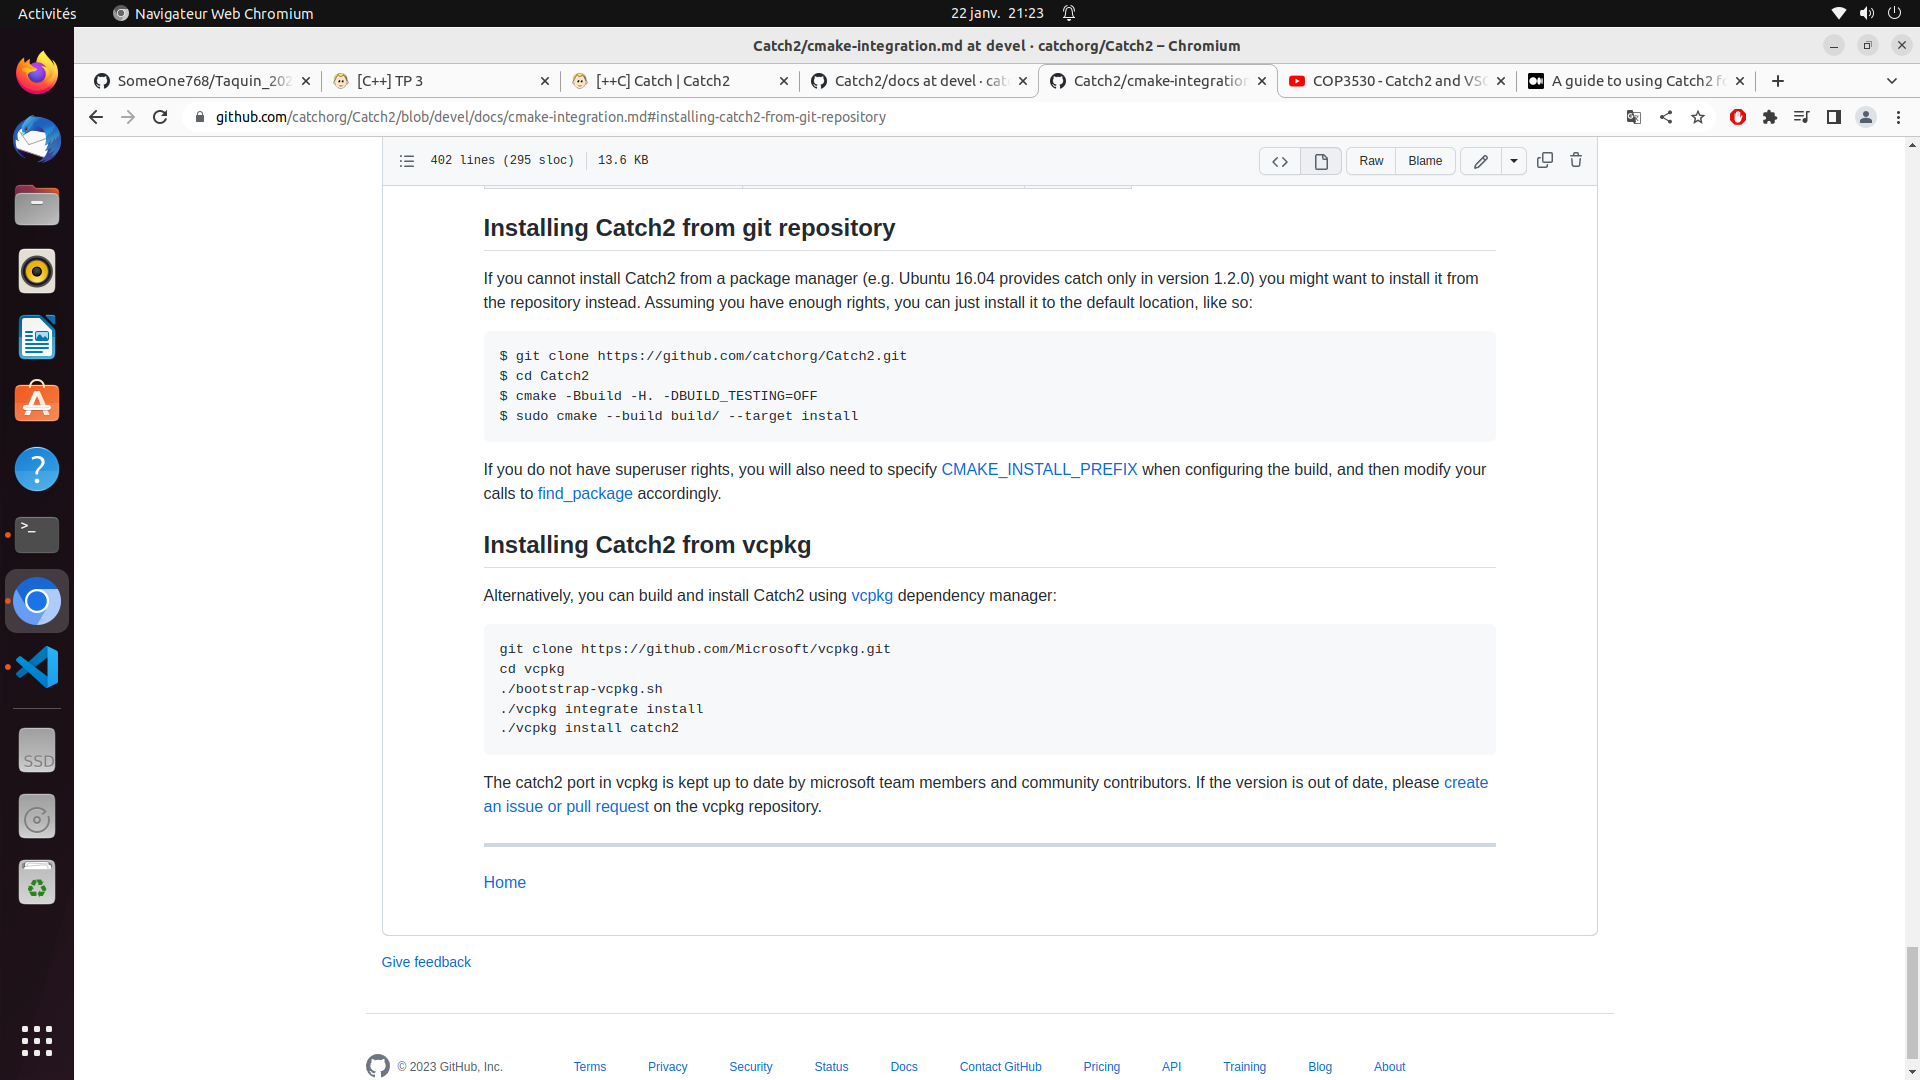 Activités
Navigateur Web Chromium
22 janv. 21:23
Catch2/cmake-integration.md at devel · catchorg/Catch2 – Chromium
SomeOne768/Taquin_202
[C++] TP 3
[++C] Catch | Catch2
Catch2/docs at devel · cat
Catch2/cmake-integration
COP3530 - Catch2 and VSC
A guide to using Catch2 fo
github.com/catchorg/Catch2/blob/devel/docs/cmake-integration.md#installing-catch2-from-git-repository
402 lines (295 sloc)
13.6 KB
Raw
Blame
Installing Catch2 from git repository
If you cannot install Catch2 from a package manager (e.g. Ubuntu 16.04 provides catch only in version 1.2.0) you might want to install it from
the repository instead. Assuming you have enough rights, you can just install it to the default location, like so:
$ git clone https://github.com/catchorg/Catch2.git
$ cd Catch2
$ cmake -Bbuild -H. -DBUILD_TESTING=OFF
$ sudo cmake --build build/ --target install
If you do not have superuser rights, you will also need to specify CMAKE_INSTALL_PREFIX when configuring the build, and then modify your
calls to find_package accordingly.
Installing Catch2 from vcpkg
Alternatively, you can build and install Catch2 using vcpkg dependency manager:
git clone https://github.com/Microsoft/vcpkg.git
cd vcpkg
./bootstrap-vcpkg.sh
./vcpkg integrate install
./vcpkg install catch2
The catch2 port in vcpkg is kept up to date by microsoft team members and community contributors. If the version is out of date, please create
an issue or pull request on the vcpkg repository.
Home
Give feedback
SSD
© 2023 GitHub, Inc.
Terms
Privacy
Security
Status
Docs
Contact GitHub
Pricing
API
Training
Blog
About